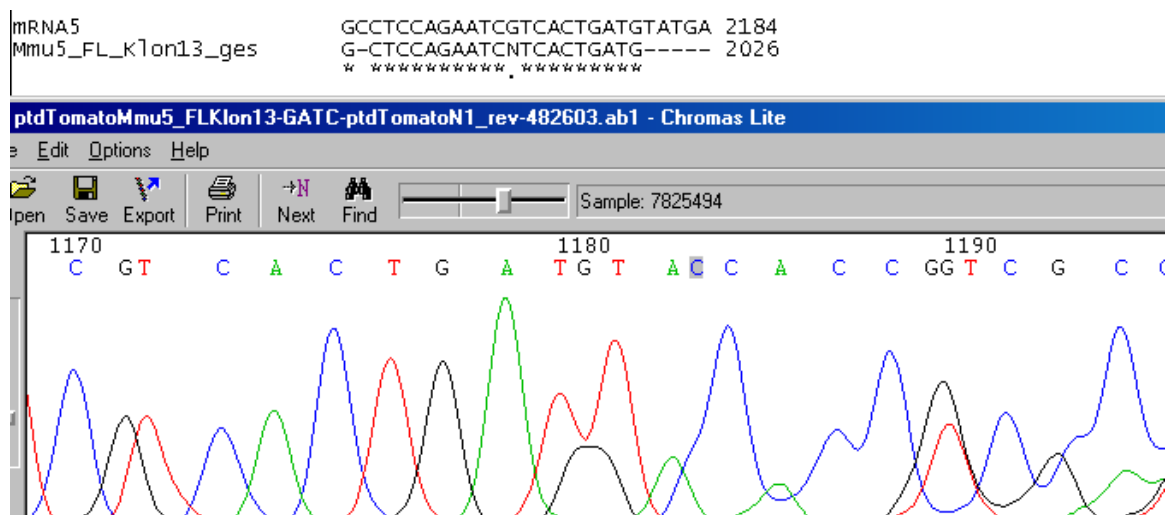 mRNA5 GCCTCCAGAATCGTCACTGATGTATGA 2184
Mmu5_FL_Klon13_ges G-CTCCAGAATCNTCACTGATG----- 2026
* **********.*********
ptdTomatoMmu5_FLKlon13-GATC-ptdTomatoN1_rev-482603.ab1 - Chromas Lite
e Edit Options Help
→N
Open Save Export Print Next Find Sample: 7825494
1170 1180 1190
C GT C A C T G A T G T A C C A C C GG T C G C C